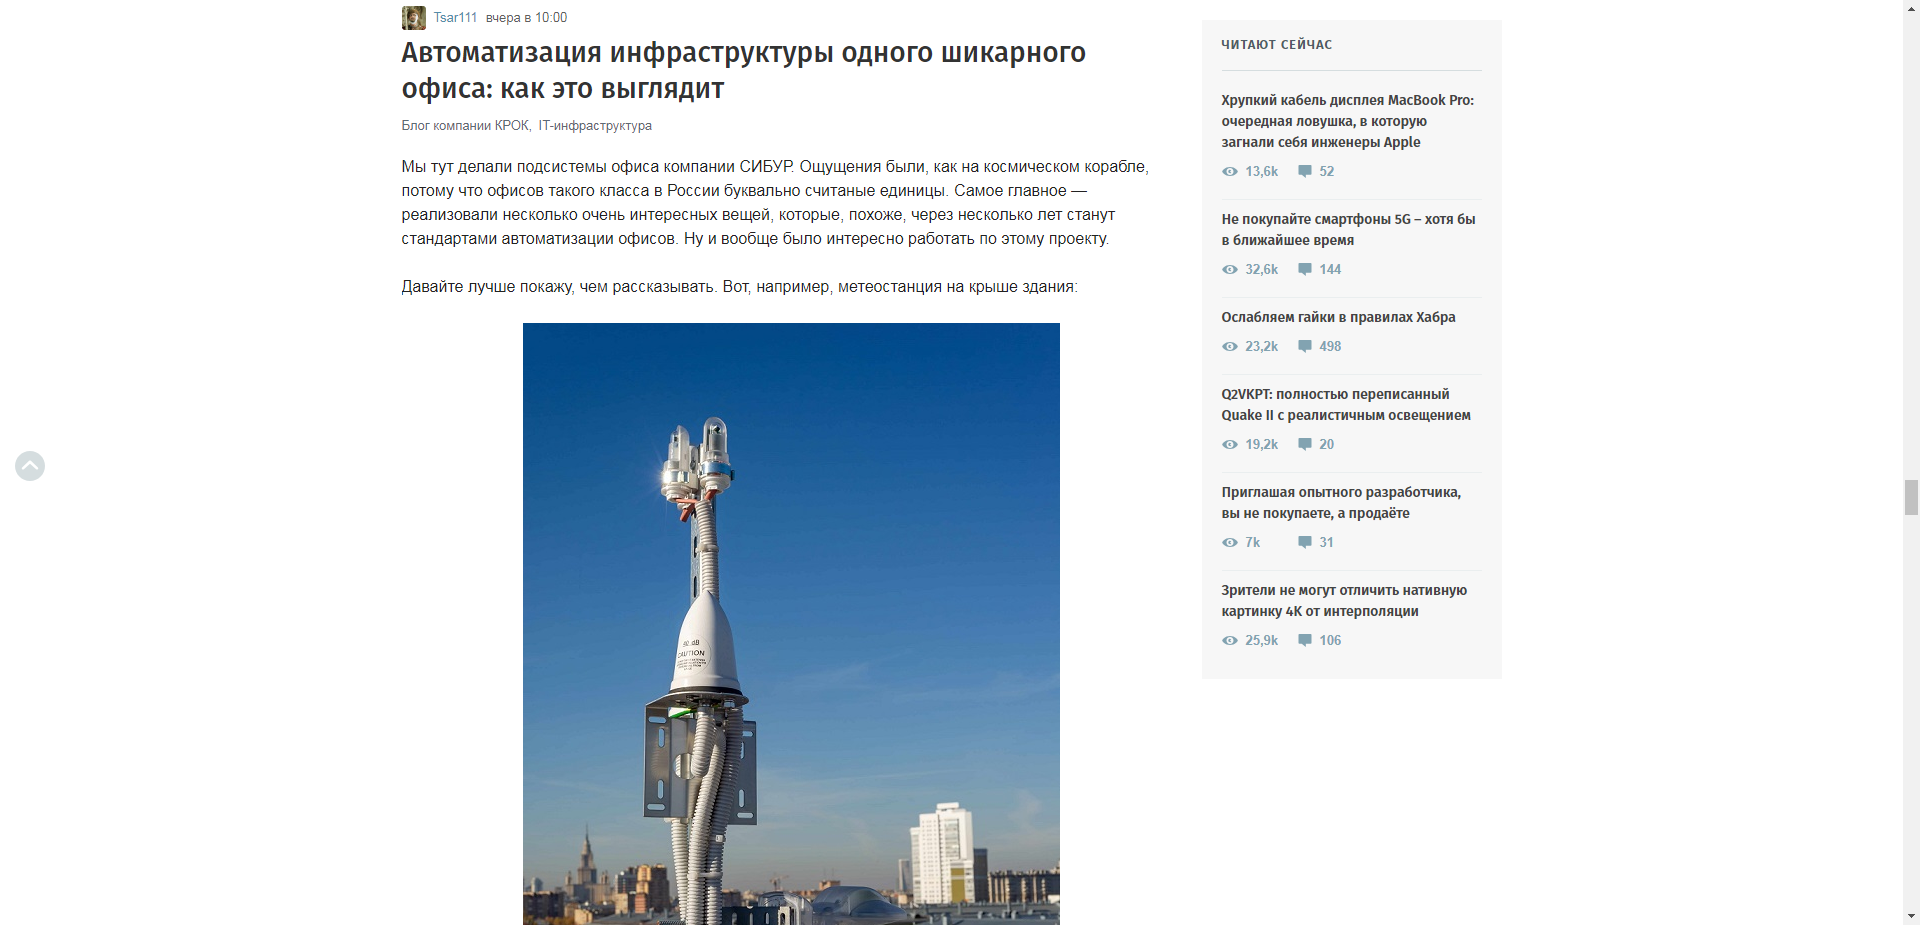 Tsar111 вчера в 10:00
Автоматизация инфраструктуры одного шикарного
офиса: как это выглядит
Блог компании КРОК, IT-инфраструктура
Мы тут делали подсистемы офиса компании СИБУР. Ощущения были, как на космическом корабле,
потому что офисов такого класса в России буквально считаные единицы. Самое главное —
реализовали несколько очень интересных вещей, которые, похоже, через несколько лет станут
стандартами автоматизации офисов. Ну и вообще было интересно работать по этому проекту.
Давайте лучше покажу, чем рассказывать. Вот, например, метеостанция на крыше здания:
CAUTION
ЧИТАЮТ СЕЙЧАС
Хрупкий кабель дисплея MacBook Pro:
очередная ловушка, в которую
загнали себя инженеры Apple
13,6k 52
Не покупайте смартфоны 5G – хотя бы
в ближайшее время
32,6k 144
Ослабляем гайки в правилах Хабра
23,2k 498
Q2VKPT: полностью переписанный
Quake II с реалистичным освещением
19,2k 20
Приглашая опытного разработчика,
вы не покупаете, а продаёте
7k 31
Зрители не могут отличить нативную
картинку 4K от интерполяции
25,9k 106